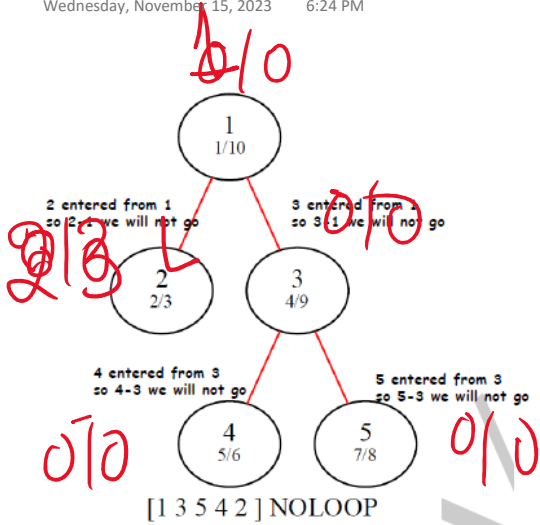 Wednesday, November 15, 2023 6:24 PM
0/0
1
1/10
2 entered from 1
so 2-1 we will not go
3 entered from 1
so 3-1 we will not go
0/0
2/3
2
2/3
3
4/9
4 entered from 3
so 4-3 we will not go
5 entered from 3
so 5-3 we will not go
0/0
4
5/6
5
7/8
0/0
[1 3 5 4 2 ] NOLOOP